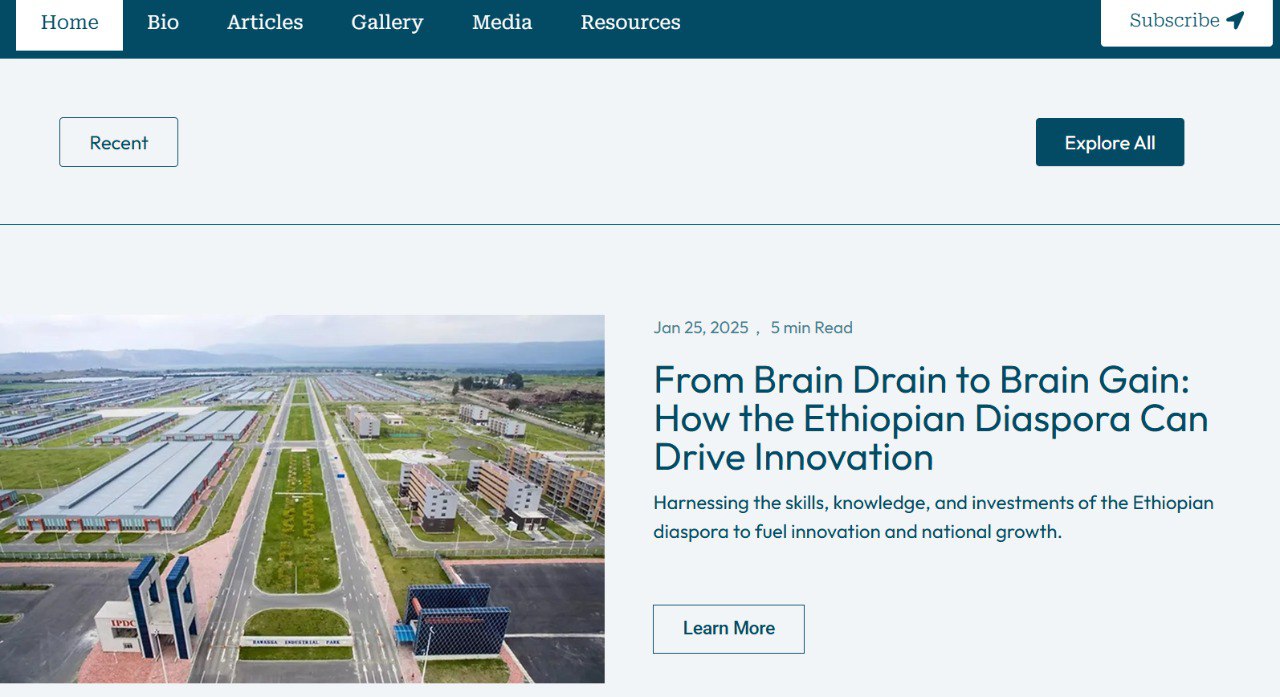 Home Bio Articles Gallery Media Resources Subscribe
Recent Explore All
Jan 25, 2025 , 5 min Read
From Brain Drain to Brain Gain:
How the Ethiopian Diaspora Can
Drive Innovation
Harnessing the skills, knowledge, and investments of the Ethiopian
diaspora to fuel innovation and national growth.
Learn More
IPDC
HAWASSA INDUSTRIAL PARK